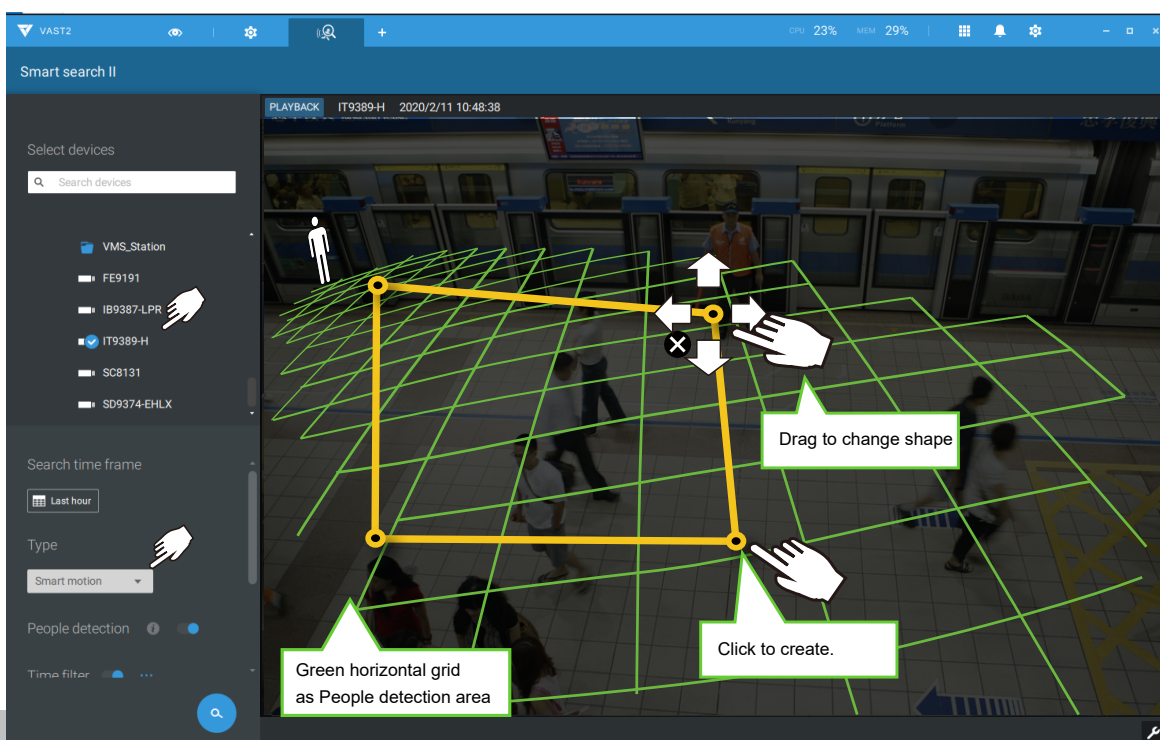 VAST2
CPU 23% MEM 29%
Smart search II
PLAYBACK IT9389-H 2020/2/11 10:48:38
Select devices
Search devices
VMS_Station
FE9191
IB9387-LPR
IT9389-H
SC8131
SD9374-EHLX
Search time frame
Last hour
Type
Smart motion
People detection
Time filter
Platform
Drag to change shape
Click to create.
Green horizontal grid
as People detection area